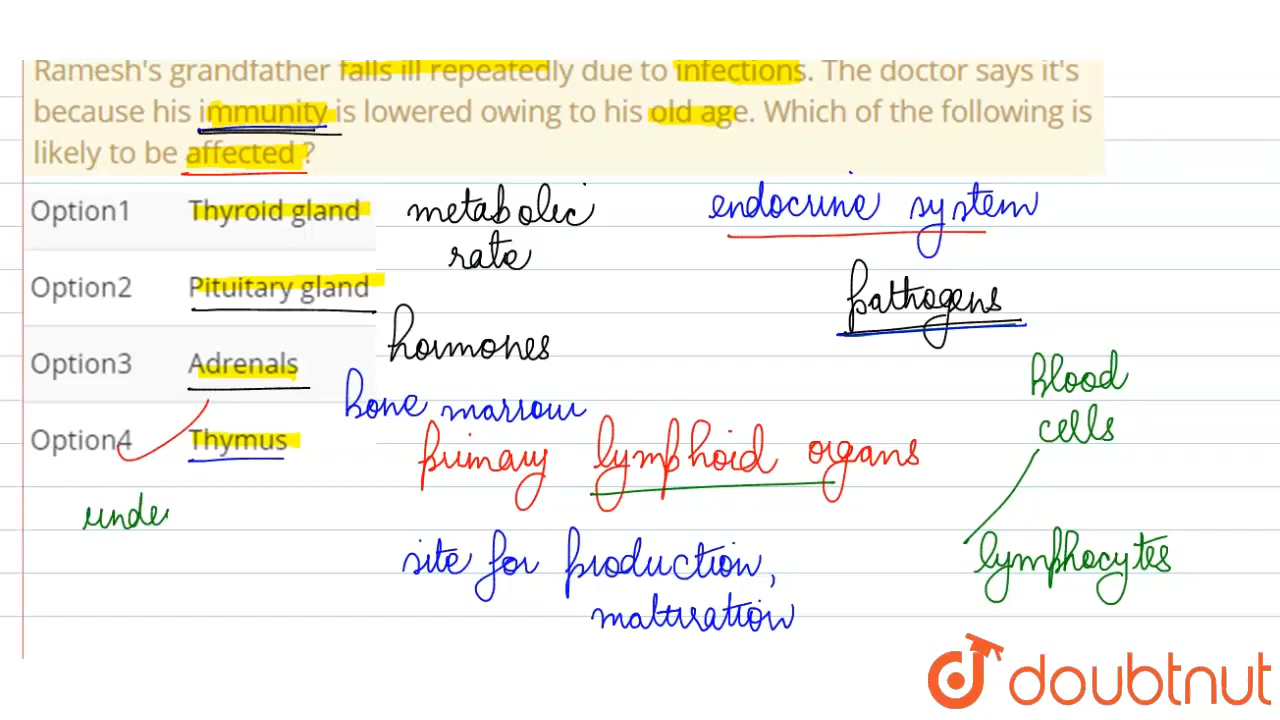 Ramesh's grandfather falls ill repeatedly due to infections. The doctor says it's
because his immunity is lowered owing to his old age. Which of the following is
likely to be affected ?
Option1 Thyroid gland
metabolic
rate
endocrine system
Option2 Pituitary gland
pathogens
hormones
Option3 Adrenals
bone marrow
Blood
cells
Option4 Thymus
primary lymphoid organs
unde
site for production,
maturation
lymphocytes
doubtnut